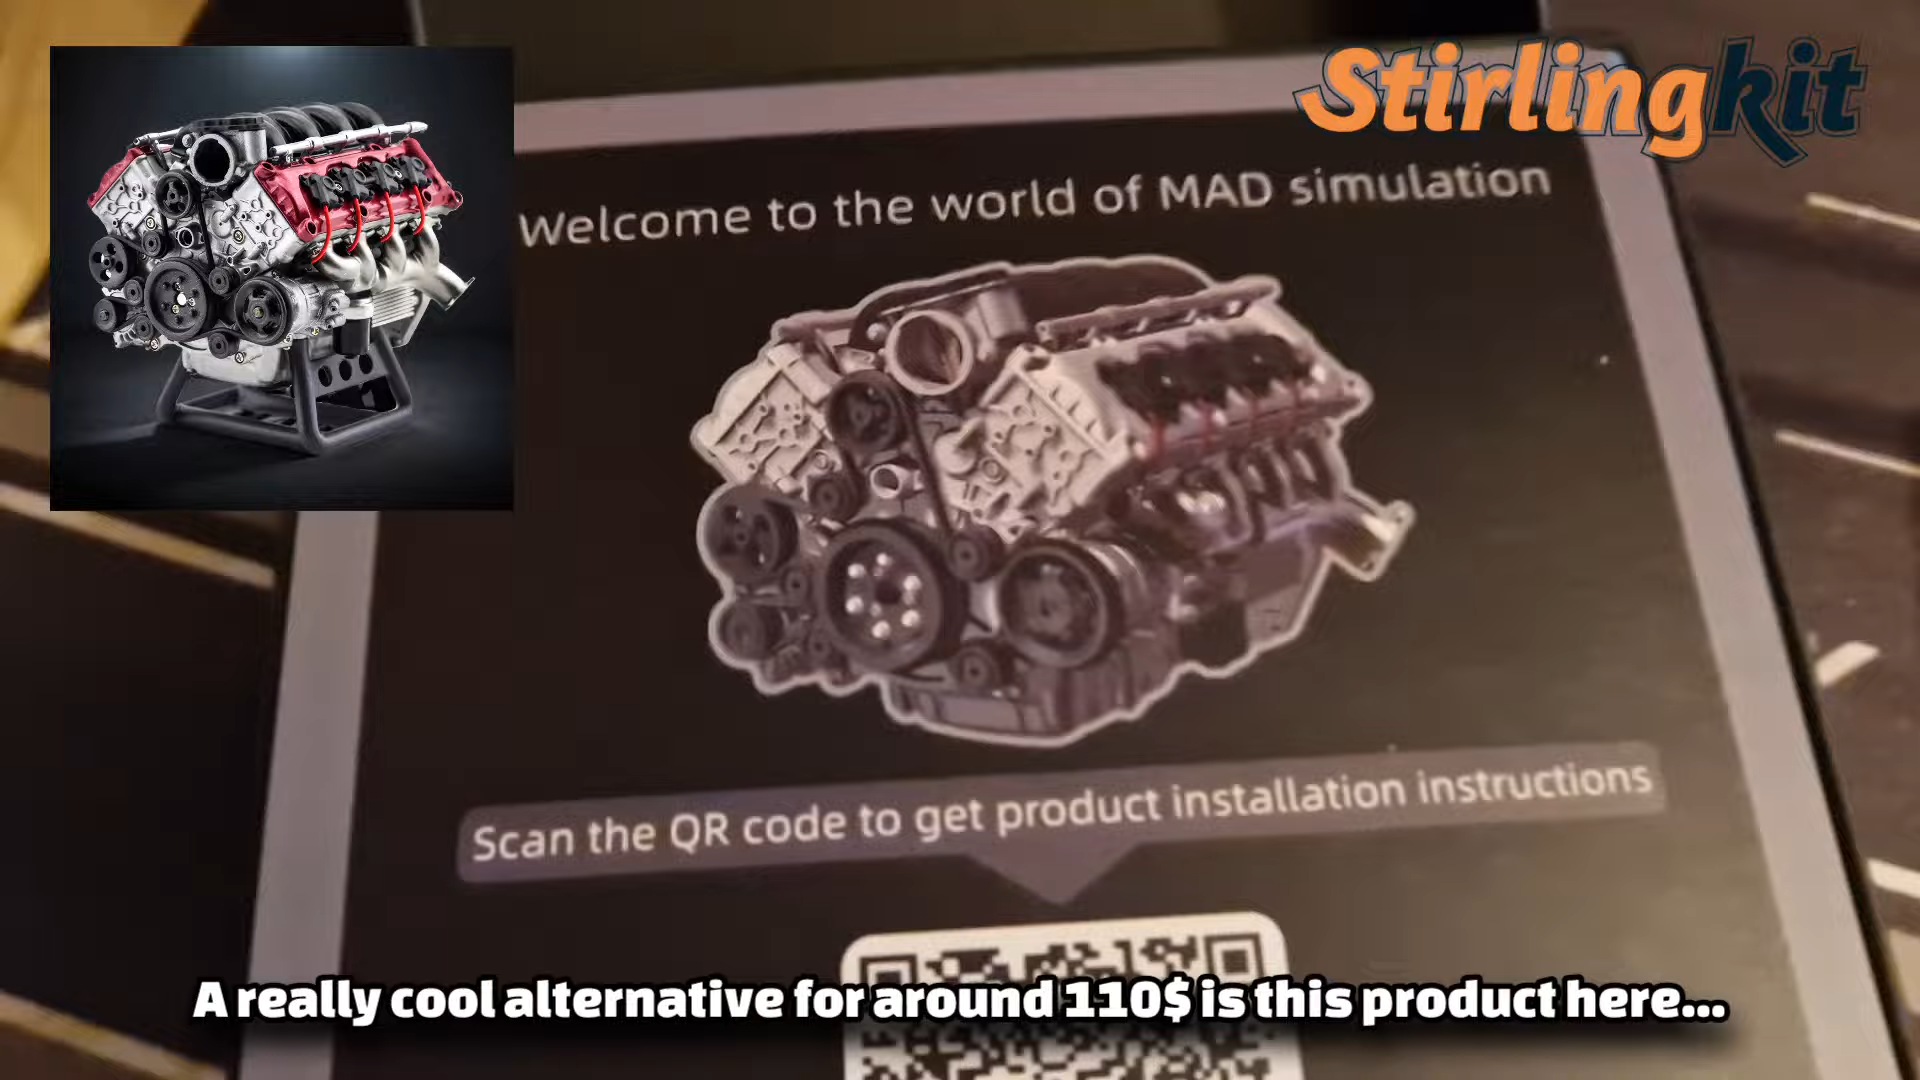 Stirlingkit
Welcome to the world of MAD simulation
Scan the QR code to get product installation instructions
A really cool alternative for around 110$ is this product here...